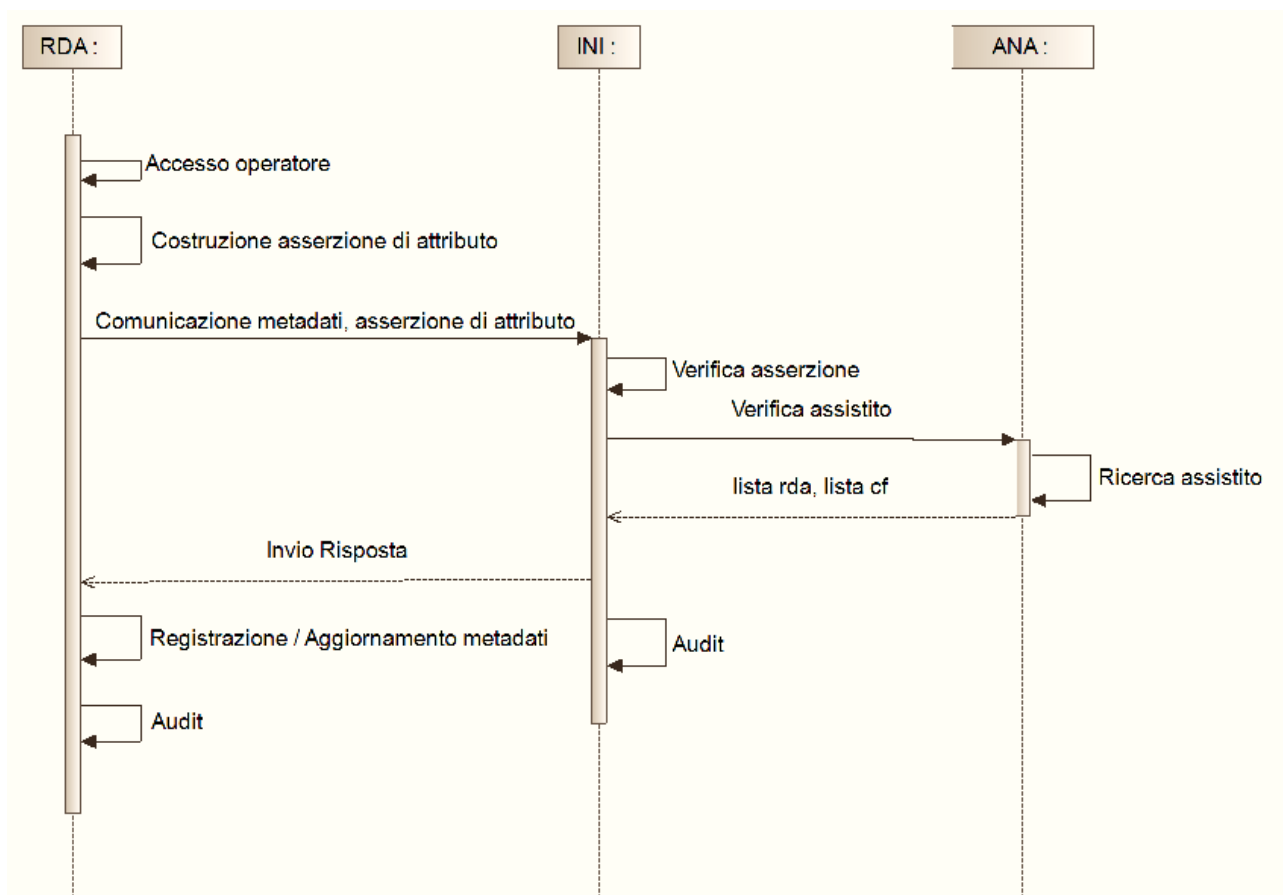 RDA :
INI :
ANA :
Accesso operatore
Costruzione asserzione di attributo
Comunicazione metadati, asserzione di attributo
Verifica asserzione
Verifica assistito
Ricerca assistito
lista rda, lista cf
Invio Risposta
Registrazione / Aggiornamento metadati
Audit
Audit